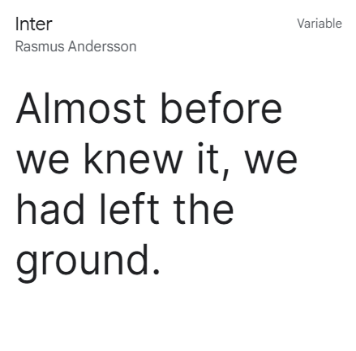 Inter
Variable
Rasmus Andersson
Almost before
we knew it, we
had left the
ground.